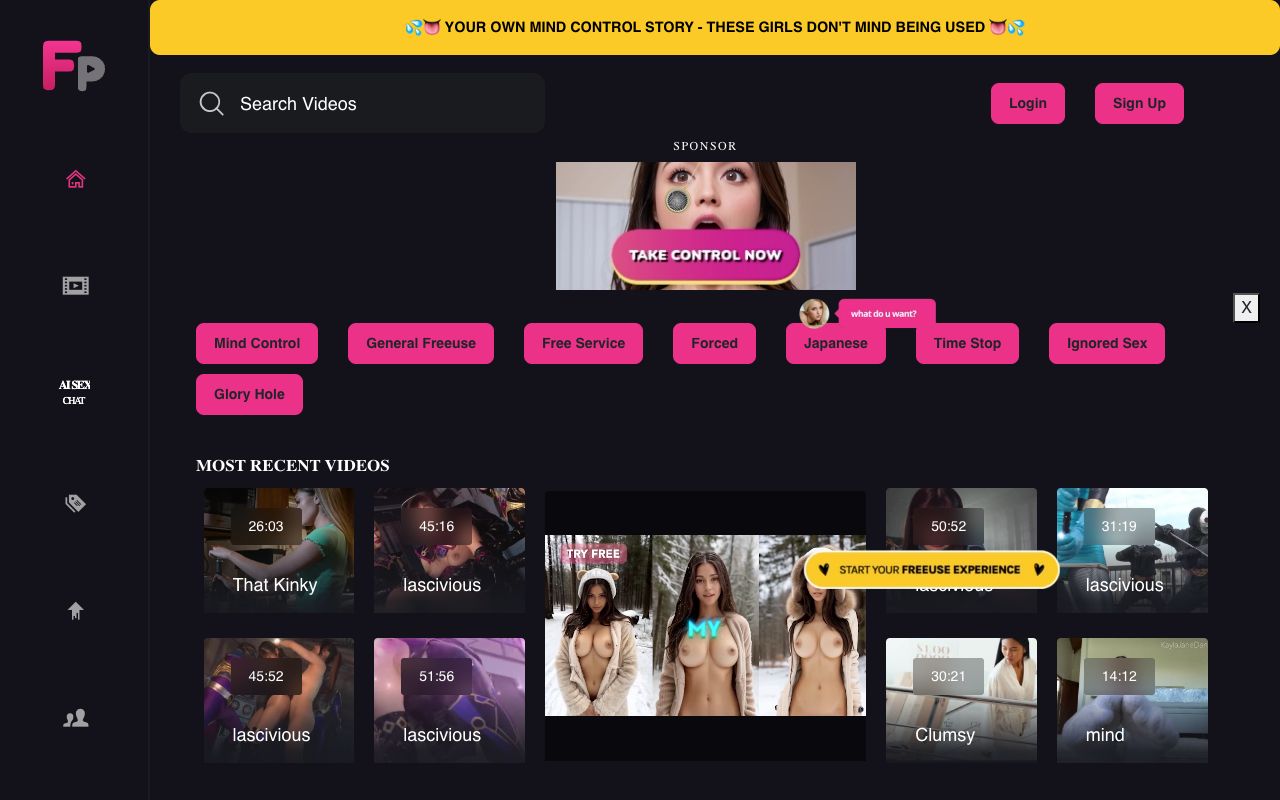 💦👅 YOUR OWN MIND CONTROL STORY - THESE GIRLS DON'T MIND BEING USED 👅💦
Fp
Search Videos
Login
Sign Up
SPONSOR
TAKE CONTROL NOW
X
what do u want?
Mind Control
General Freeuse
Free Service
Forced
Japanese
Time Stop
Ignored Sex
Glory Hole
AI SEX
CHAT
MOST RECENT VIDEOS
26:03
That Kinky
45:16
lascivious
TRY FREE
MY
50:52
lascivious
START YOUR FREEUSE EXPERIENCE
31:19
lascivious
45:52
lascivious
51:56
lascivious
30:21
Clumsy
KaylaJaneDan
14:12
mind